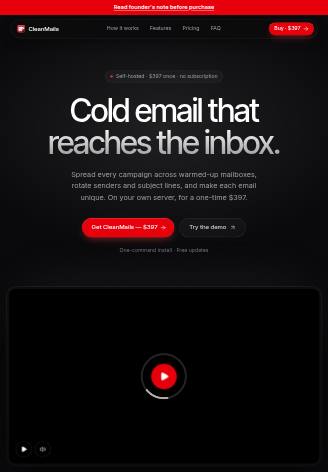 Read founder's note before purchase
CleanMails
How it works
Features
Pricing
FAQ
Buy · $397 →
Self-hosted · $397 once · no subscription
Cold email that
reaches the inbox.
Spread every campaign across warmed-up mailboxes,
rotate senders and subject lines, and make each email
unique. On your own server, for a one-time $397.
Get CleanMails — $397 →
Try the demo ↗
One-command install · Free updates